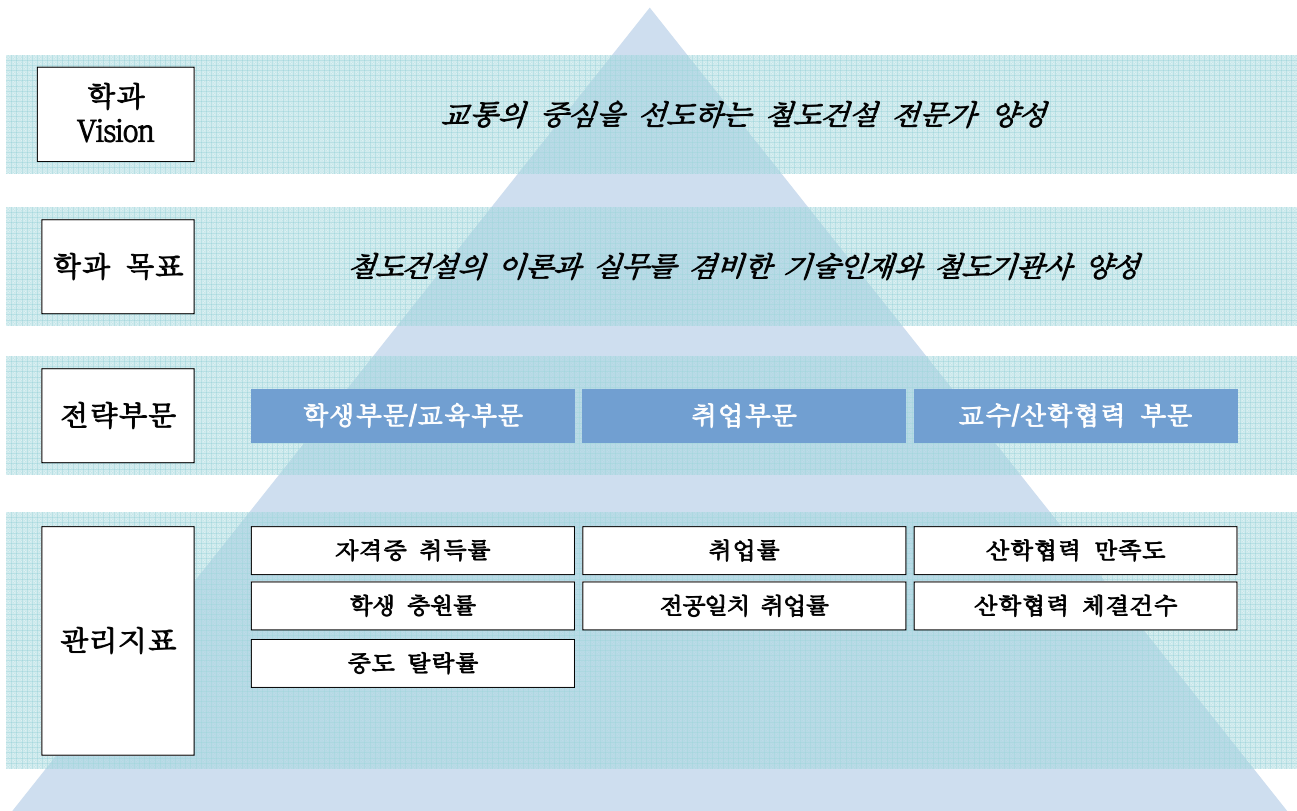 학과
Vision
교통의 중심을 선도하는 철도건설 전문가 양성
학과 목표
철도건설의 이론과 실무를 겸비한 기술인재와 철도기관사 양성
전략부문
학생부문/교육부문
취업부문
교수/산학협력 부문
관리지표
자격증 취득률
취업률
산학협력 만족도
학생 충원률
전공일치 취업률
산학협력 체결건수
중도 탈락률